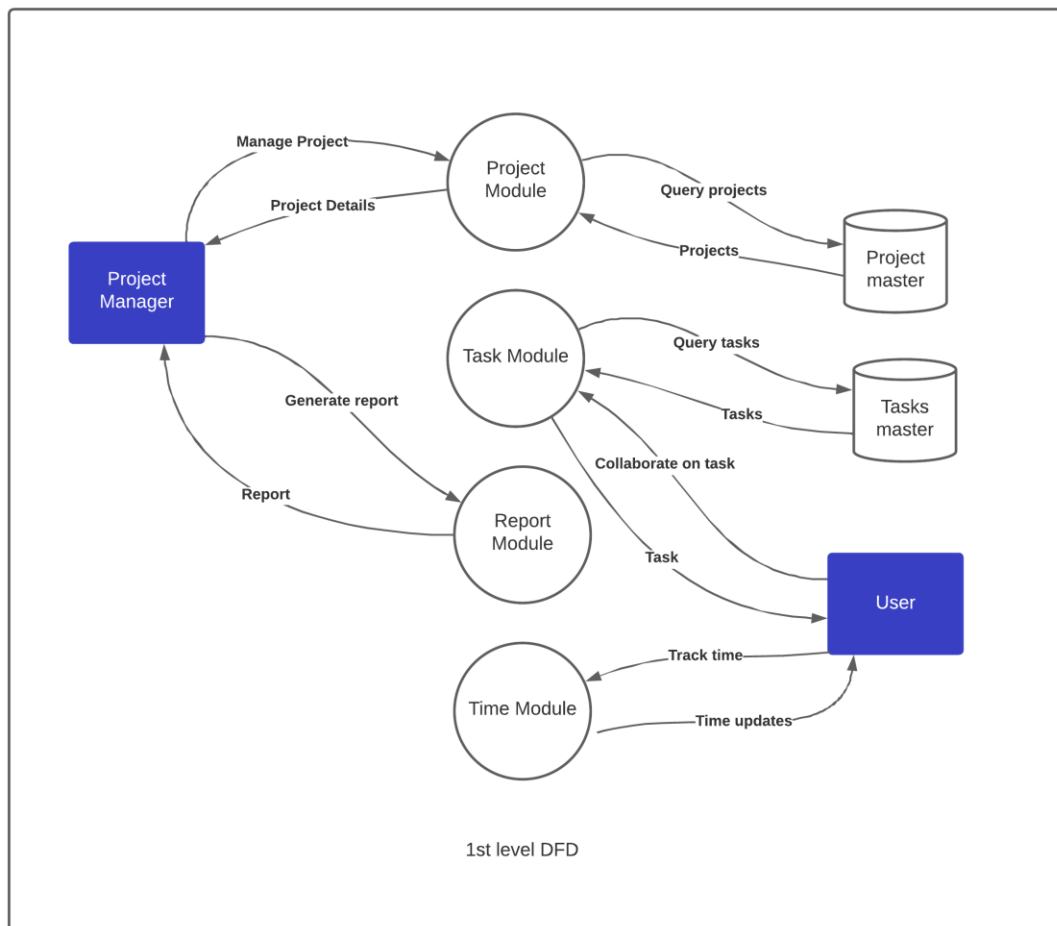 Manage Project
Project
Module
Query projects
Project Details
Projects
Project
master
Project
Manager
Task Module
Query tasks
Generate report
Tasks
Tasks
master
Collaborate on task
Report
Report
Module
Task
User
Track time
Time Module
Time updates
1st level DFD